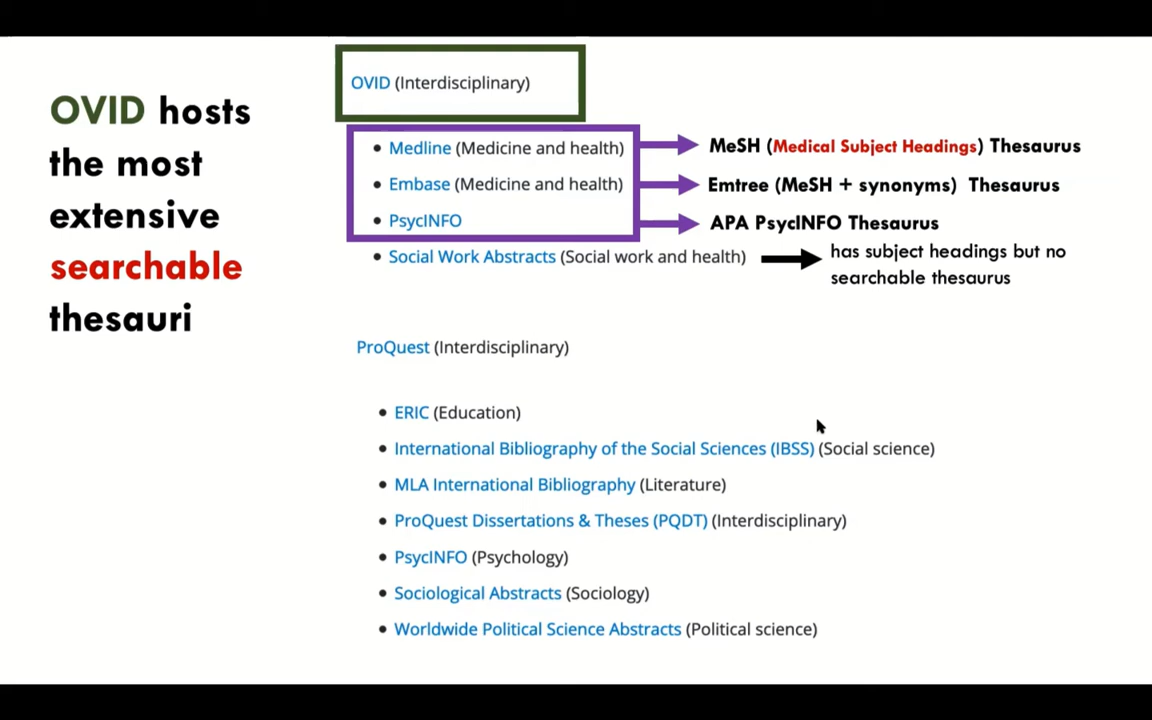 OVID hosts
the most
extensive
searchable
thesauri
OVID (Interdisciplinary)
• Medline (Medicine and health)
MeSH (Medical Subject Headings) Thesaurus
• Embase (Medicine and health)
Emtree (MeSH + synonyms) Thesaurus
• PsycINFO
APA PsycINFO Thesaurus
• Social Work Abstracts (Social work and health)
has subject headings but no
searchable thesaurus
ProQuest (Interdisciplinary)
• ERIC (Education)
• International Bibliography of the Social Sciences (IBSS) (Social science)
• MLA International Bibliography (Literature)
• ProQuest Dissertations & Theses (PQDT) (Interdisciplinary)
• PsycINFO (Psychology)
• Sociological Abstracts (Sociology)
• Worldwide Political Science Abstracts (Political science)